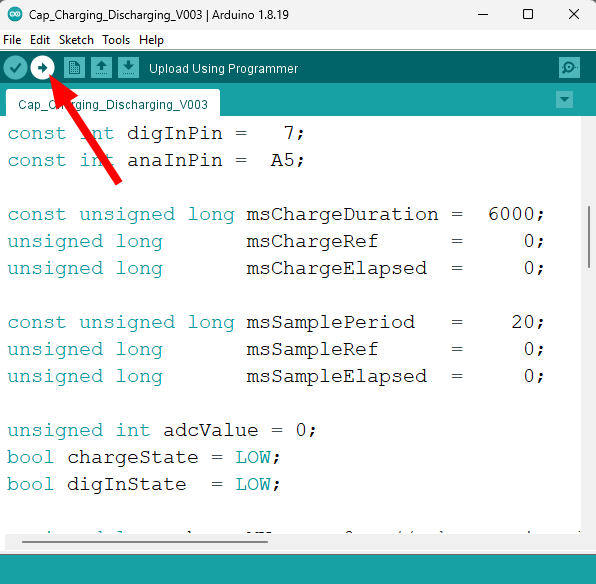 Cap_Charging_Discharging_V003 | Arduino 1.8.19
File Edit Sketch Tools Help
Upload Using Programmer
Cap_Charging_Discharging_V003
const int digInPin =   7;
const int anaInPin =  A5;
const unsigned long msChargeDuration =  6000;
unsigned long       msChargeRef      =     0;
unsigned long       msChargeElapsed  =     0;
const unsigned long msSamplePeriod   =    20;
unsigned long       msSampleRef      =     0;
unsigned long       msSampleElapsed  =     0;
unsigned int adcValue = 0;
bool chargeState = LOW;
bool digInState  = LOW;